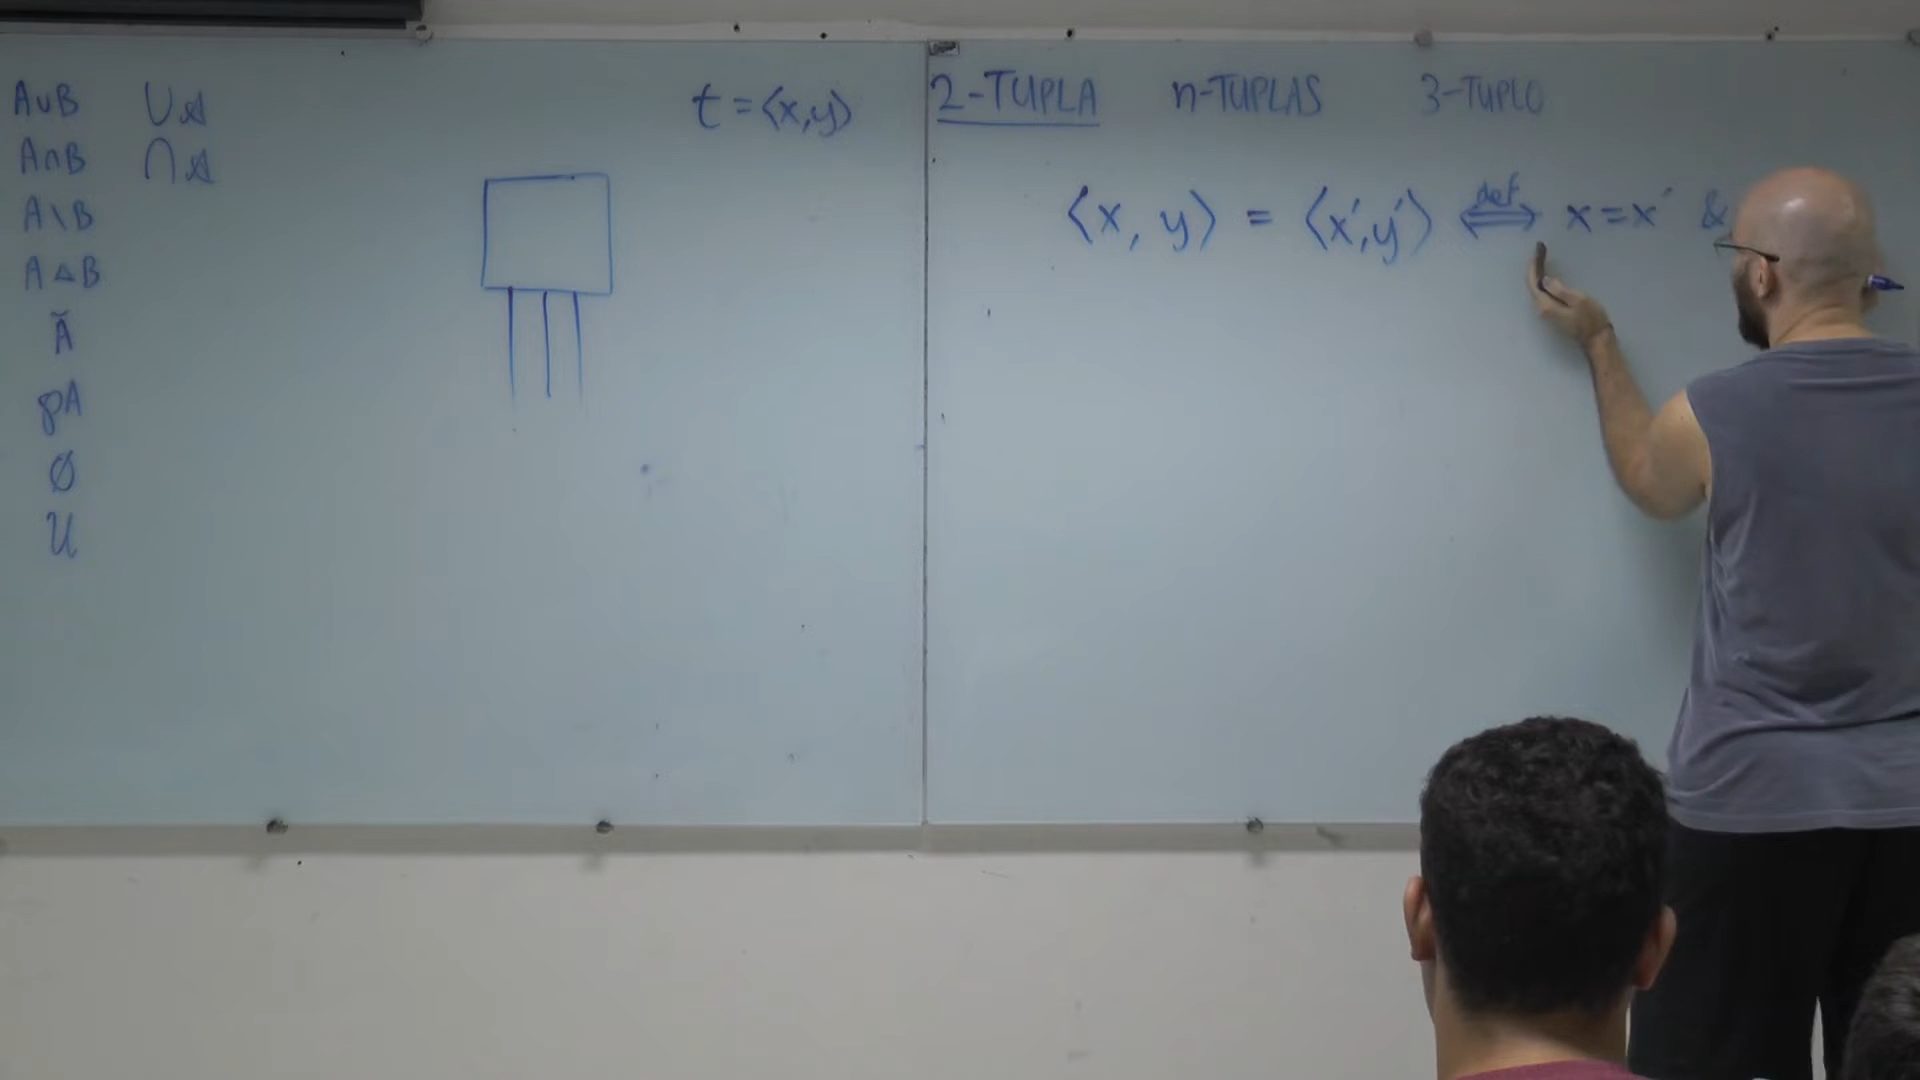 A∪B ⋃𝒜
A∩B ⋂𝒜
A\B
A△B
Ã
℘A
∅
𝒰
t = ⟨x,y⟩
2-TUPLA n-TUPLAS 3-TUPLO
⟨x, y⟩ = ⟨x′,y′⟩ ⟺ def x=x′ &